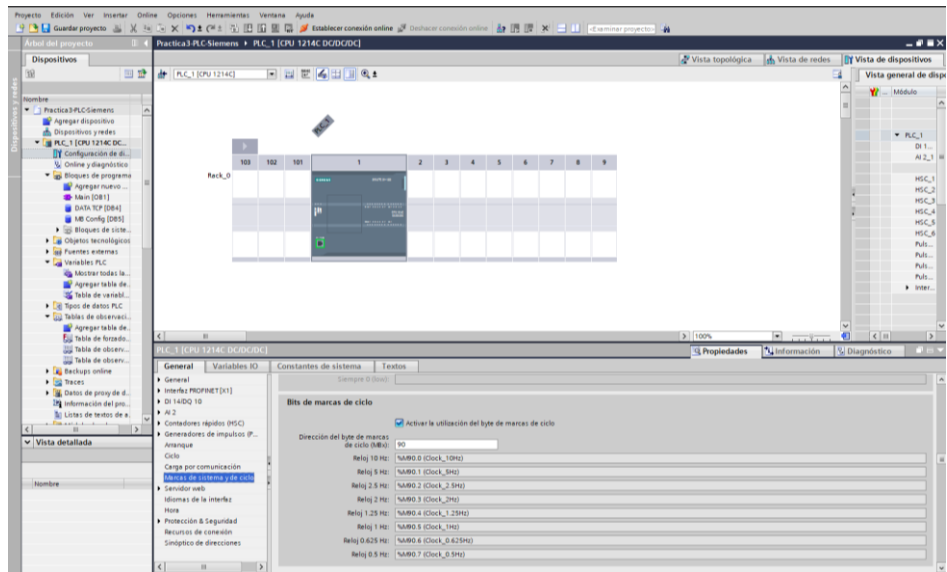 Proyecto Edición Ver Insertar Online Opciones Herramientas Ventana Ayuda
Guardar proyecto Establecer conexión online Deshacer conexión online <Examinar proyecto>
Árbol del proyecto
Practica3-PLC-Siemens PLC_1 [CPU 1214C DC/DC/DC]
Dispositivos
Vista topológica Vista de redes Vista de dispositivos
PLC_1 [CPU 1214C]
Vista general de dispo
Dispositivos y redes
Nombre
Practica3-PLC-Siemens
Agregar dispositivo
Dispositivos y redes
PLC_1 [CPU 1214C DC...
Configuración de di...
Online y diagnóstico
Bloques de programa
Agregar nuevo ...
Main [OB1]
DATA TCP [DB4]
MB Config [DB5]
Bloques de siste...
Objetos tecnológicos
Fuentes externas
Variables PLC
Mostrar todas la...
Agregar tabla de...
Tabla de variabl...
Tipos de datos PLC
Tablas de observaci...
Agregar tabla de...
Tabla de forzado...
Tabla de observ...
Tabla de observ...
Backups online
Traces
Datos de proxy de d...
Información del pro...
Listas de textos de a...
Vista detallada
Nombre
PLC_1
103 102 101 1 2 3 4 5 6 7 8 9
Rack_0
SIEMENS
100%
Módulo
PLC_1
DI 1...
AI 2_1
HSC_1
HSC_2
HSC_3
HSC_4
HSC_5
HSC_6
Puls...
Puls...
Puls...
Puls...
Inter...
PLC_1 [CPU 1214C DC/DC/DC]
Propiedades Información Diagnóstico
General Variables IO Constantes de sistema Textos
General
Interfaz PROFINET [X1]
DI 14/DQ 10
AI 2
Contadores rápidos (HSC)
Generadores de impulsos (P...
Arranque
Ciclo
Carga por comunicación
Marcas de sistema y de ciclo
Servidor web
Idiomas de la interfaz
Hora
Protección & Seguridad
Recursos de conexión
Sinóptico de direcciones
Siempre 0 (low):
Bits de marcas de ciclo
Activar la utilización del byte de marcas de ciclo
Dirección del byte de marcas
de ciclo (MBx): 90
Reloj 10 Hz: %M90.0 (Clock_10Hz)
Reloj 5 Hz: %M90.1 (Clock_5Hz)
Reloj 2.5 Hz: %M90.2 (Clock_2.5Hz)
Reloj 2 Hz: %M90.3 (Clock_2Hz)
Reloj 1.25 Hz: %M90.4 (Clock_1.25Hz)
Reloj 1 Hz: %M90.5 (Clock_1Hz)
Reloj 0.625 Hz: %M90.6 (Clock_0.625Hz)
Reloj 0.5 Hz: %M90.7 (Clock_0.5Hz)